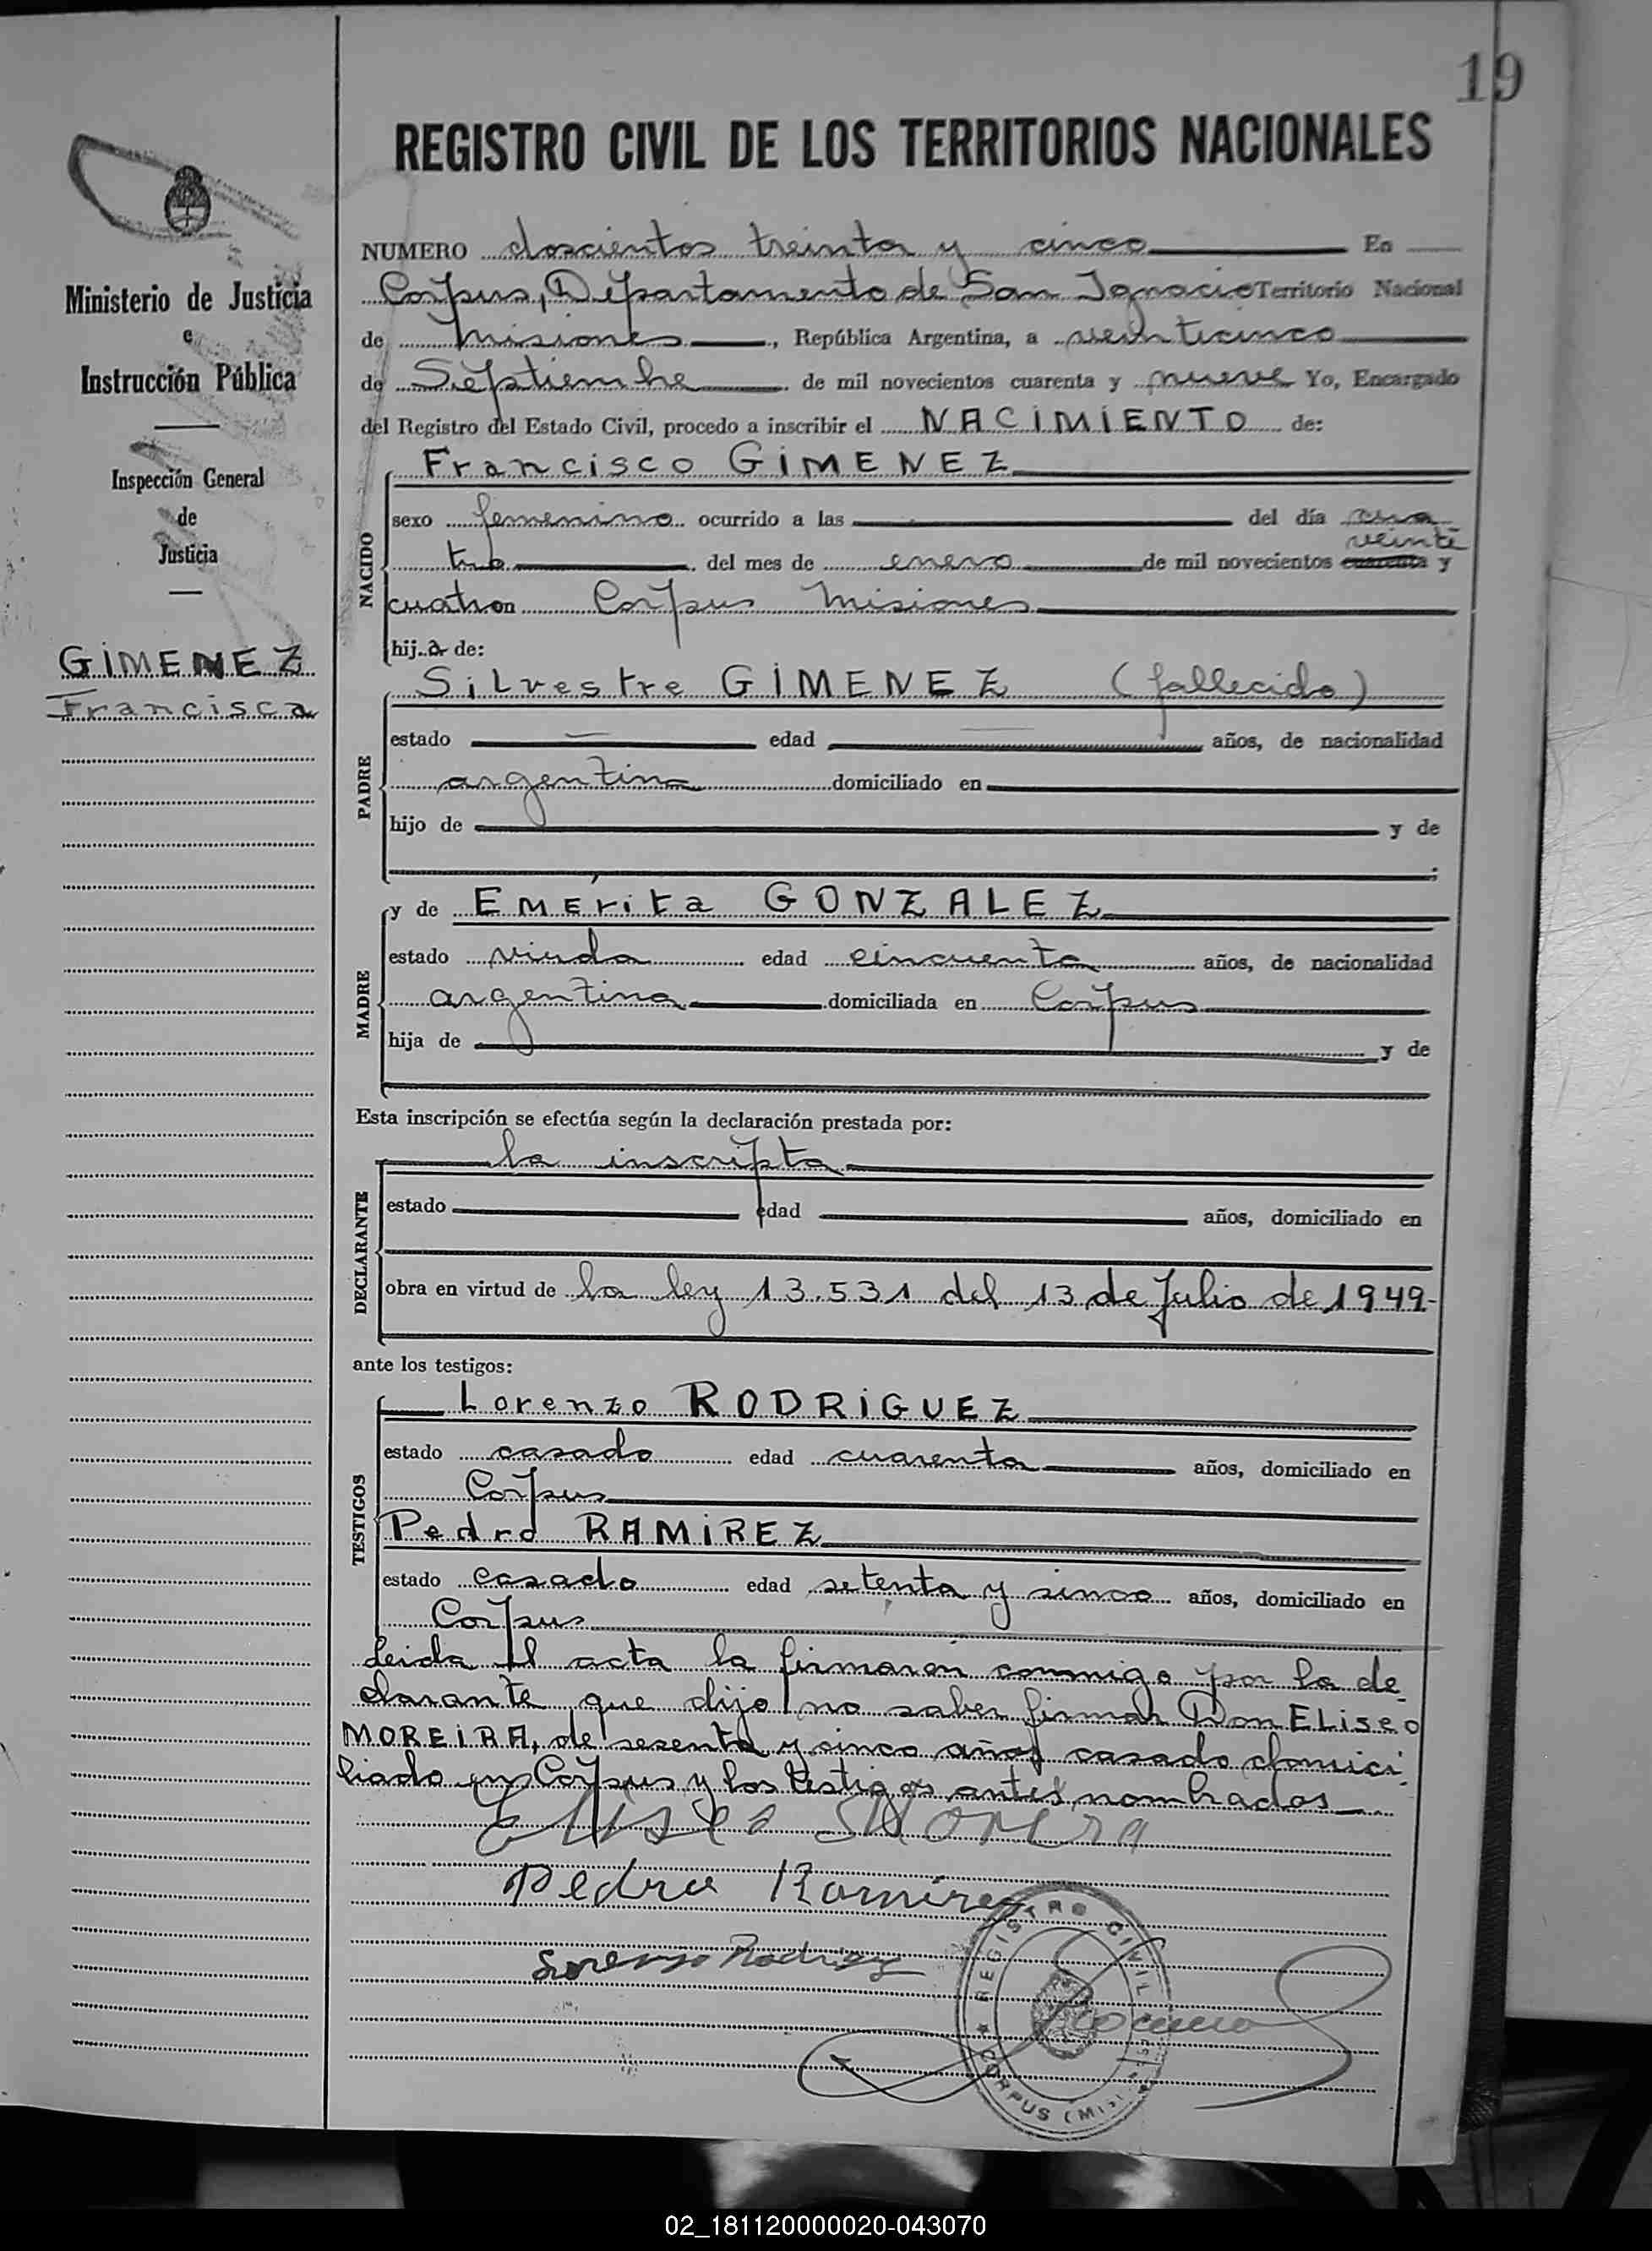 19
REGISTRO CIVIL DE LOS TERRITORIOS NACIONALES
Ministerio de Justicia
e
Instrucción Pública
Inspección General
de
Justicia
GIMENEZ
Francisca
NUMERO doscientos treinta y cinco En
Corpus, Departamento de San Ignacio Territorio Nacional
de Misiones, República Argentina, a veinticinco
de Septiembre de mil novecientos cuarenta y nueve Yo, Encargado
del Registro del Estado Civil, procedo a inscribir el NACIMIENTO de:
Francisco GIMENEZ
NACIDO
sexo femenino ocurrido a las del día cua
veinte
tro del mes de enero de mil novecientos cuarenta y
cuatro en Corpus Misiones
hija de:
PADRE
Silvestre GIMENEZ (fallecido)
estado edad años, de nacionalidad
argentina domiciliado en
hijo de y de
;
MADRE
y de Emérita GONZALEZ
estado viuda edad cincuenta años, de nacionalidad
argentina domiciliada en Corpus
hija de y de
Esta inscripción se efectúa según la declaración prestada por:
DECLARANTE
la inscripta
estado edad años, domiciliado en
obra en virtud de la ley 13.531 del 13 de Julio de 1949-
ante los testigos:
TESTIGOS
Lorenzo RODRIGUEZ
estado casado edad cuarenta años, domiciliado en
Corpus
Pedro RAMIREZ
estado casado edad setenta y sinco años, domiciliado en
Corpus
Leida el acta la firmaron conmigo por la de
clarante que dijo no saber firmar Don ELiseo
MOREIRA, de sesenta y cinco años casado domici
liado en Corpus y los testigos antes nombrados
Eliseo Moreira
Pedro Ramirez
Lorenzo Rodriguez
REGISTRO CIVIL
CORPUS (Mis.)
02_181120000020-043070